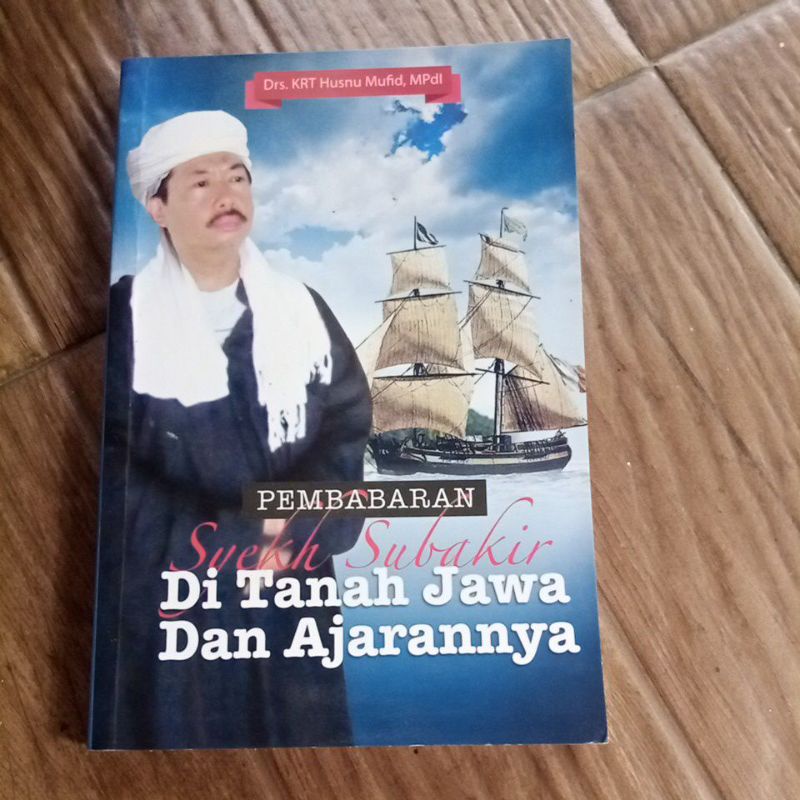 Drs. KRT Husnu Mufid, MPdI
PEMBABARAN
Syekh Subakir
Di Tanah Jawa
Dan Ajarannya